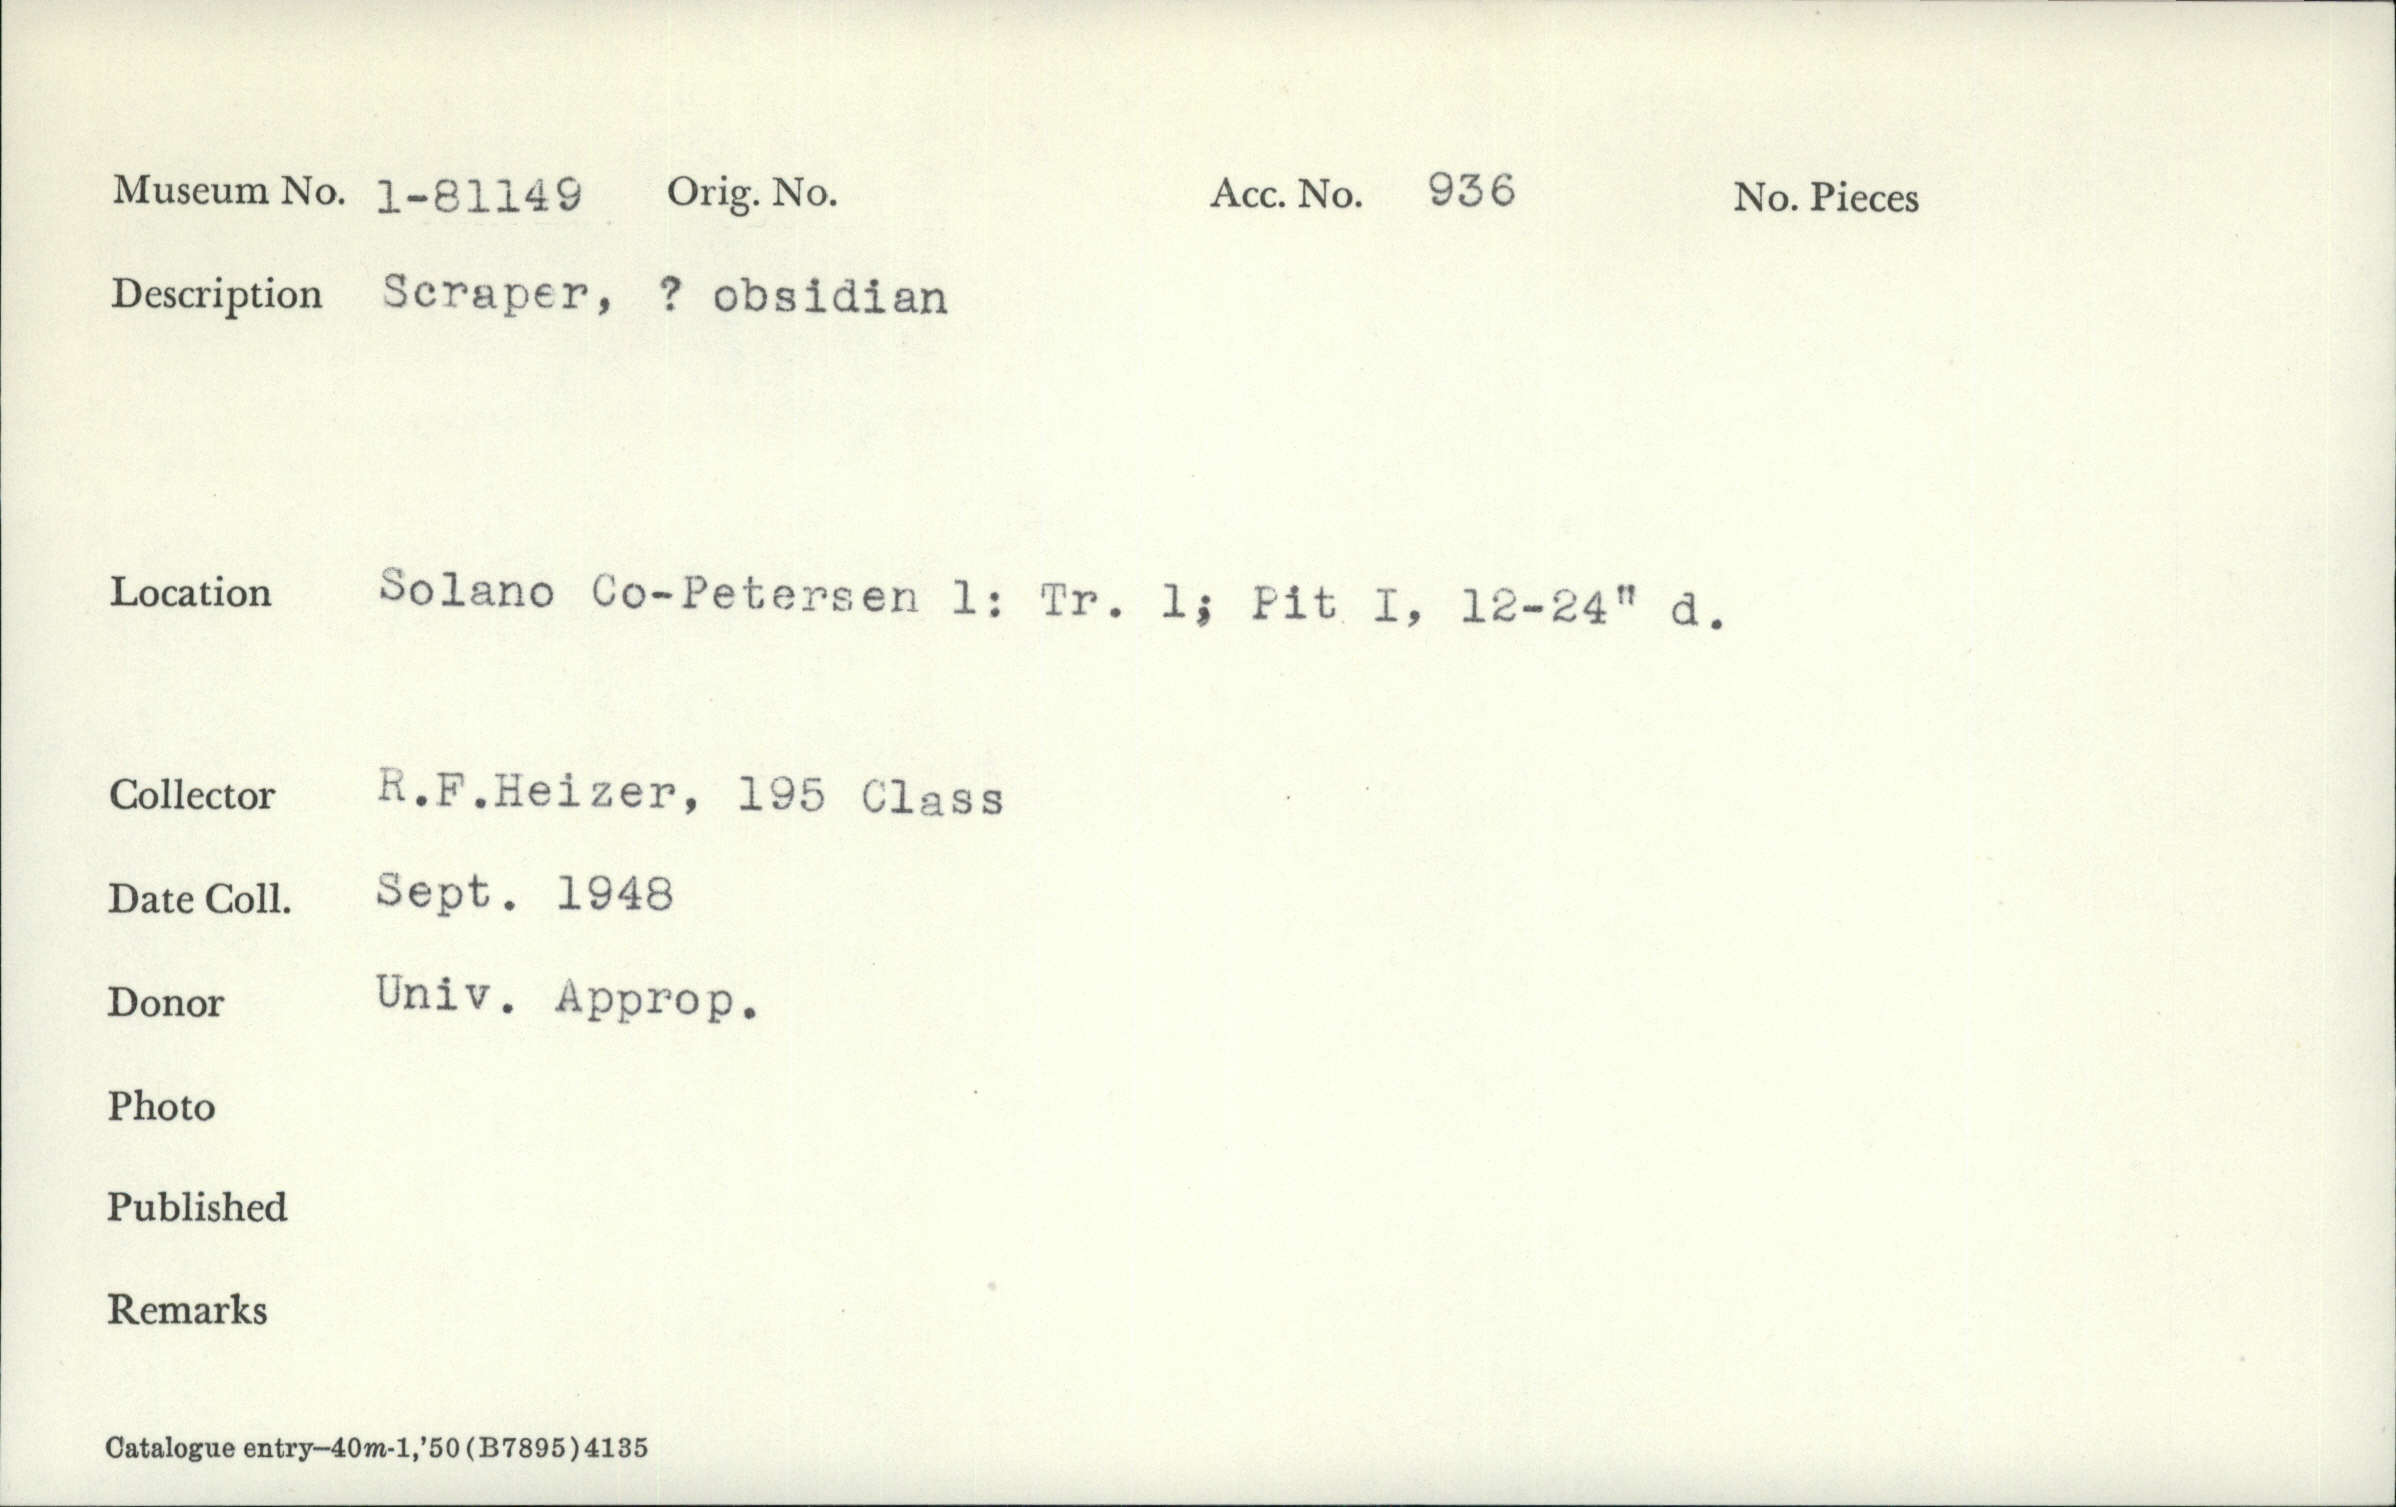 Museum No. 1-81149 Orig. No. Acc. No. 936 No. Pieces
Description Scraper, ? obsidian
Location Solano Co-Petersen 1: Tr. 1; Pit I, 12-24" d.
Collector R.F.Heizer, 195 Class
Date Coll. Sept. 1948
Donor Univ. Approp.
Photo
Published
Remarks
Catalogue entry—40m-1,'50(B7895)4135